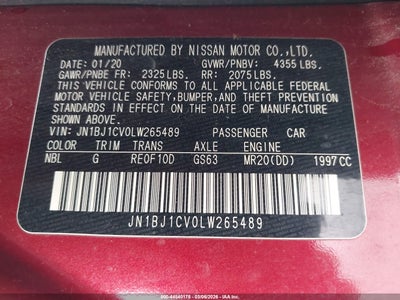 MANUFACTURED BY NISSAN MOTOR CO.,LTD.
DATE 01/20 GVWR/PNBV: 4355 LBS.
GAWR/PNBE FR: 2325 LBS. RR: 2075 LBS.
THIS VEHICLE CONFORMS TO ALL APPLICABLE FEDERAL
MOTOR VEHICLE SAFETY, BUMPER, AND THEFT PREVENTION
STANDARDS IN EFFECT ON THE DATE OF MANUFACTURE
SHOWN ABOVE.
VIN:JN1BJ1CV0LW265489 PASSENGER CAR
COLOR TRIM TRANS AXLE ENGINE
NBL G RE0F10D GS63 MR20(DD) 1997 CC
JN1BJ1CV0LW265489